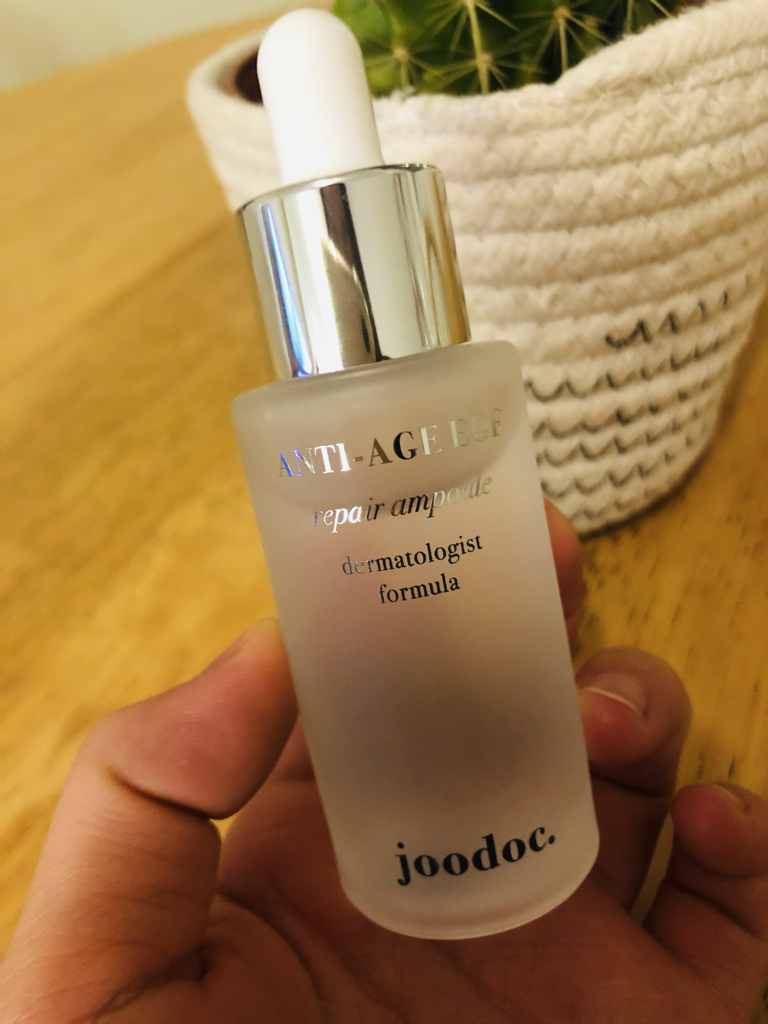 ANTI-AGE EGF
repair ampoule
dermatologist
formula
joodoc.